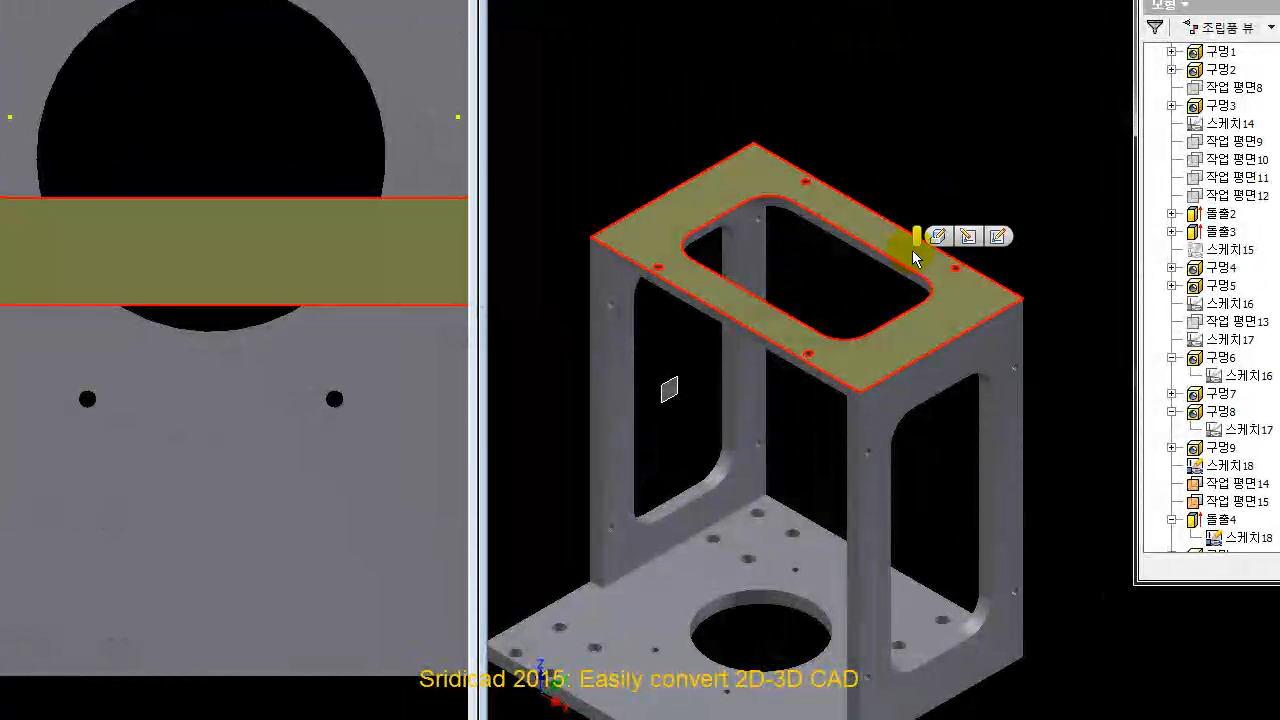 모형
조립품 뷰
구멍1
구멍2
작업 평면8
구멍3
스케치14
작업 평면9
작업 평면10
작업 평면11
작업 평면12
돌출2
돌출3
스케치15
구멍4
구멍5
스케치16
작업 평면13
스케치17
구멍6
스케치16
구멍7
구멍8
스케치17
구멍9
스케치18
작업 평면14
작업 평면15
돌출4
스케치18
Z
Sridicad 2015: Easily convert 2D-3D CAD